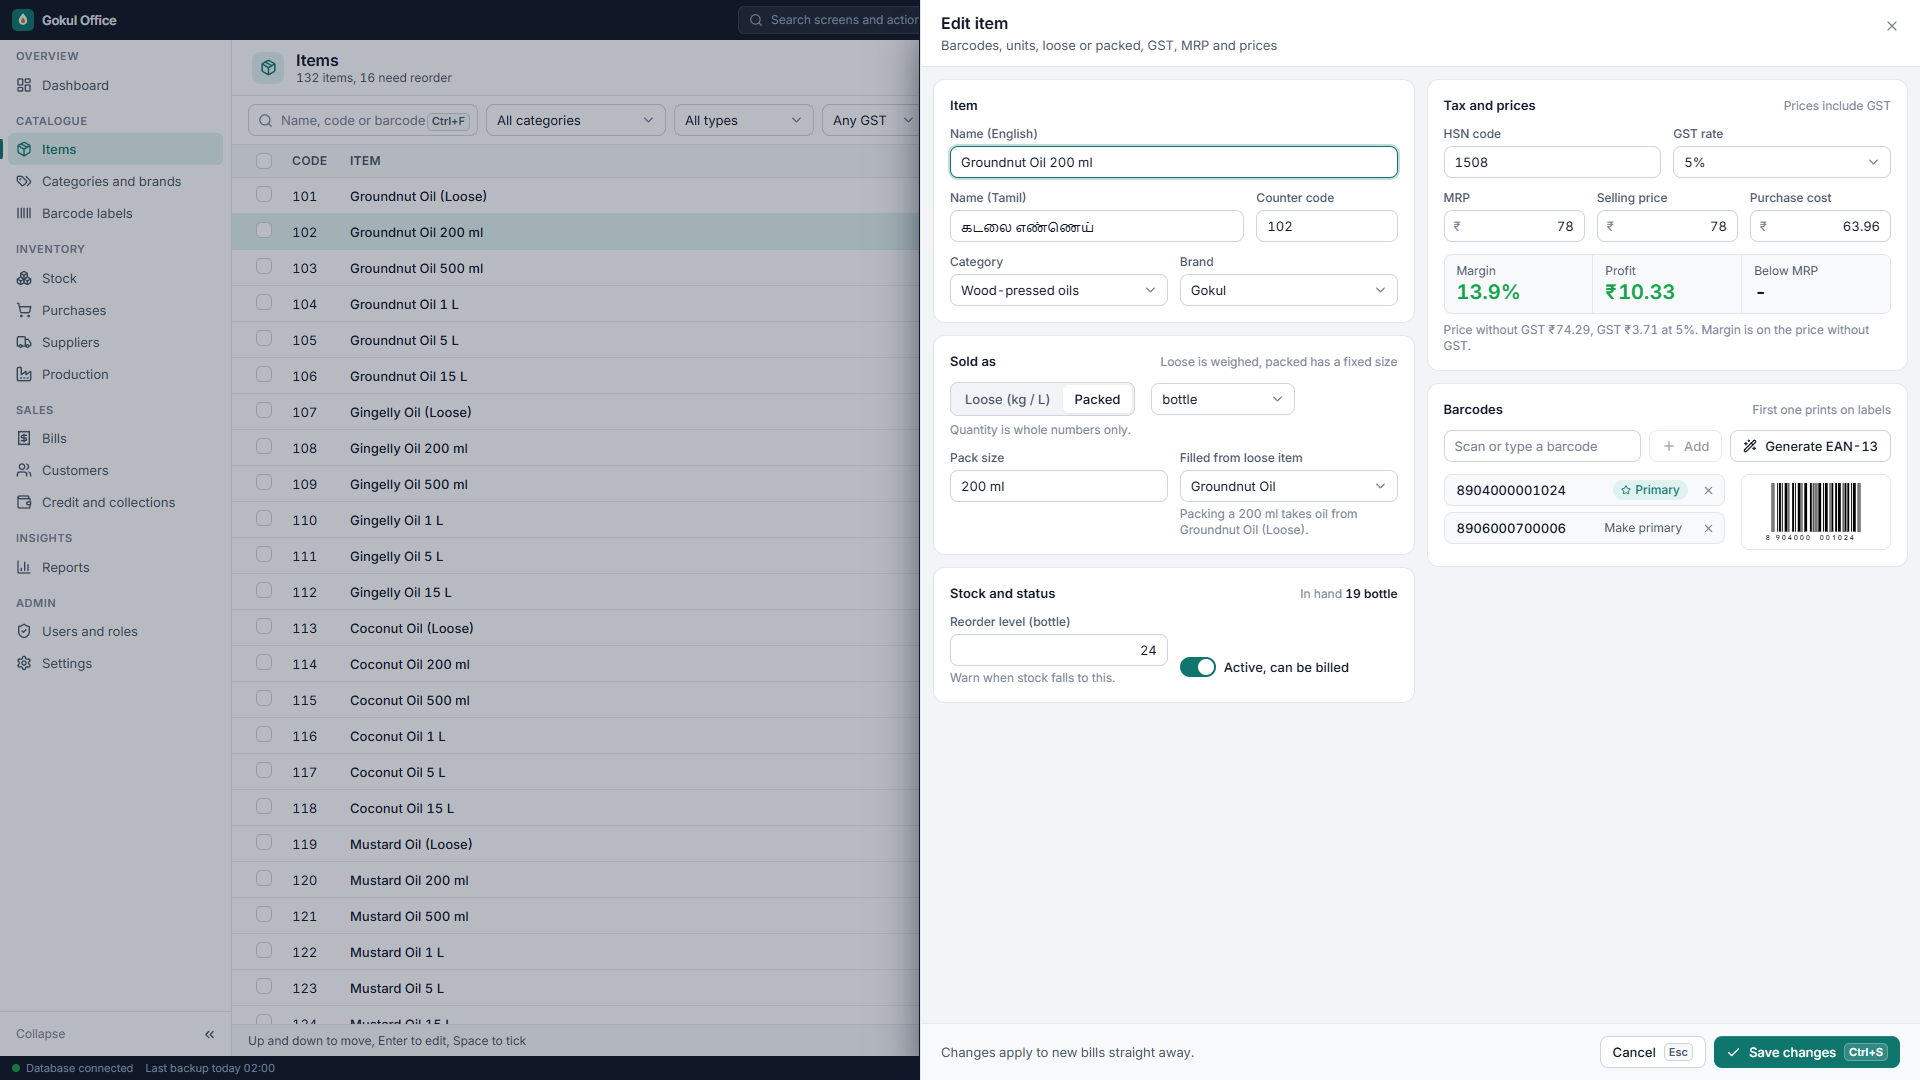 Gokul Office
Search screens and action
OVERVIEW
Dashboard
CATALOGUE
Items
Categories and brands
Barcode labels
INVENTORY
Stock
Purchases
Suppliers
Production
SALES
Bills
Customers
Credit and collections
INSIGHTS
Reports
ADMIN
Users and roles
Settings
Collapse
Database connected Last backup today 02:00
Items
132 items, 16 need reorder
Name, code or barcode Ctrl+F All categories All types Any GST
CODE ITEM
101 Groundnut Oil (Loose)
102 Groundnut Oil 200 ml
103 Groundnut Oil 500 ml
104 Groundnut Oil 1 L
105 Groundnut Oil 5 L
106 Groundnut Oil 15 L
107 Gingelly Oil (Loose)
108 Gingelly Oil 200 ml
109 Gingelly Oil 500 ml
110 Gingelly Oil 1 L
111 Gingelly Oil 5 L
112 Gingelly Oil 15 L
113 Coconut Oil (Loose)
114 Coconut Oil 200 ml
115 Coconut Oil 500 ml
116 Coconut Oil 1 L
117 Coconut Oil 5 L
118 Coconut Oil 15 L
119 Mustard Oil (Loose)
120 Mustard Oil 200 ml
121 Mustard Oil 500 ml
122 Mustard Oil 1 L
123 Mustard Oil 5 L
124 Mustard Oil 15 L
Up and down to move, Enter to edit, Space to tick
Edit item
Barcodes, units, loose or packed, GST, MRP and prices
Item
Name (English)
Groundnut Oil 200 ml
Name (Tamil) Counter code
கடலை எண்ணெய் 102
Category Brand
Wood-pressed oils Gokul
Sold as Loose is weighed, packed has a fixed size
Loose (kg / L) Packed bottle
Quantity is whole numbers only.
Pack size Filled from loose item
200 ml Groundnut Oil
Packing a 200 ml takes oil from
Groundnut Oil (Loose).
Stock and status In hand 19 bottle
Reorder level (bottle)
24
Active, can be billed
Warn when stock falls to this.
Tax and prices Prices include GST
HSN code GST rate
1508 5%
MRP Selling price Purchase cost
₹ 78 ₹ 78 ₹ 63.96
Margin Profit Below MRP
13.9% ₹10.33 -
Price without GST ₹74.29, GST ₹3.71 at 5%. Margin is on the price without
GST.
Barcodes First one prints on labels
Scan or type a barcode + Add Generate EAN-13
8904000001024 Primary
8906000700006 Make primary
8 904000 001024
Changes apply to new bills straight away.
Cancel Esc Save changes Ctrl+S